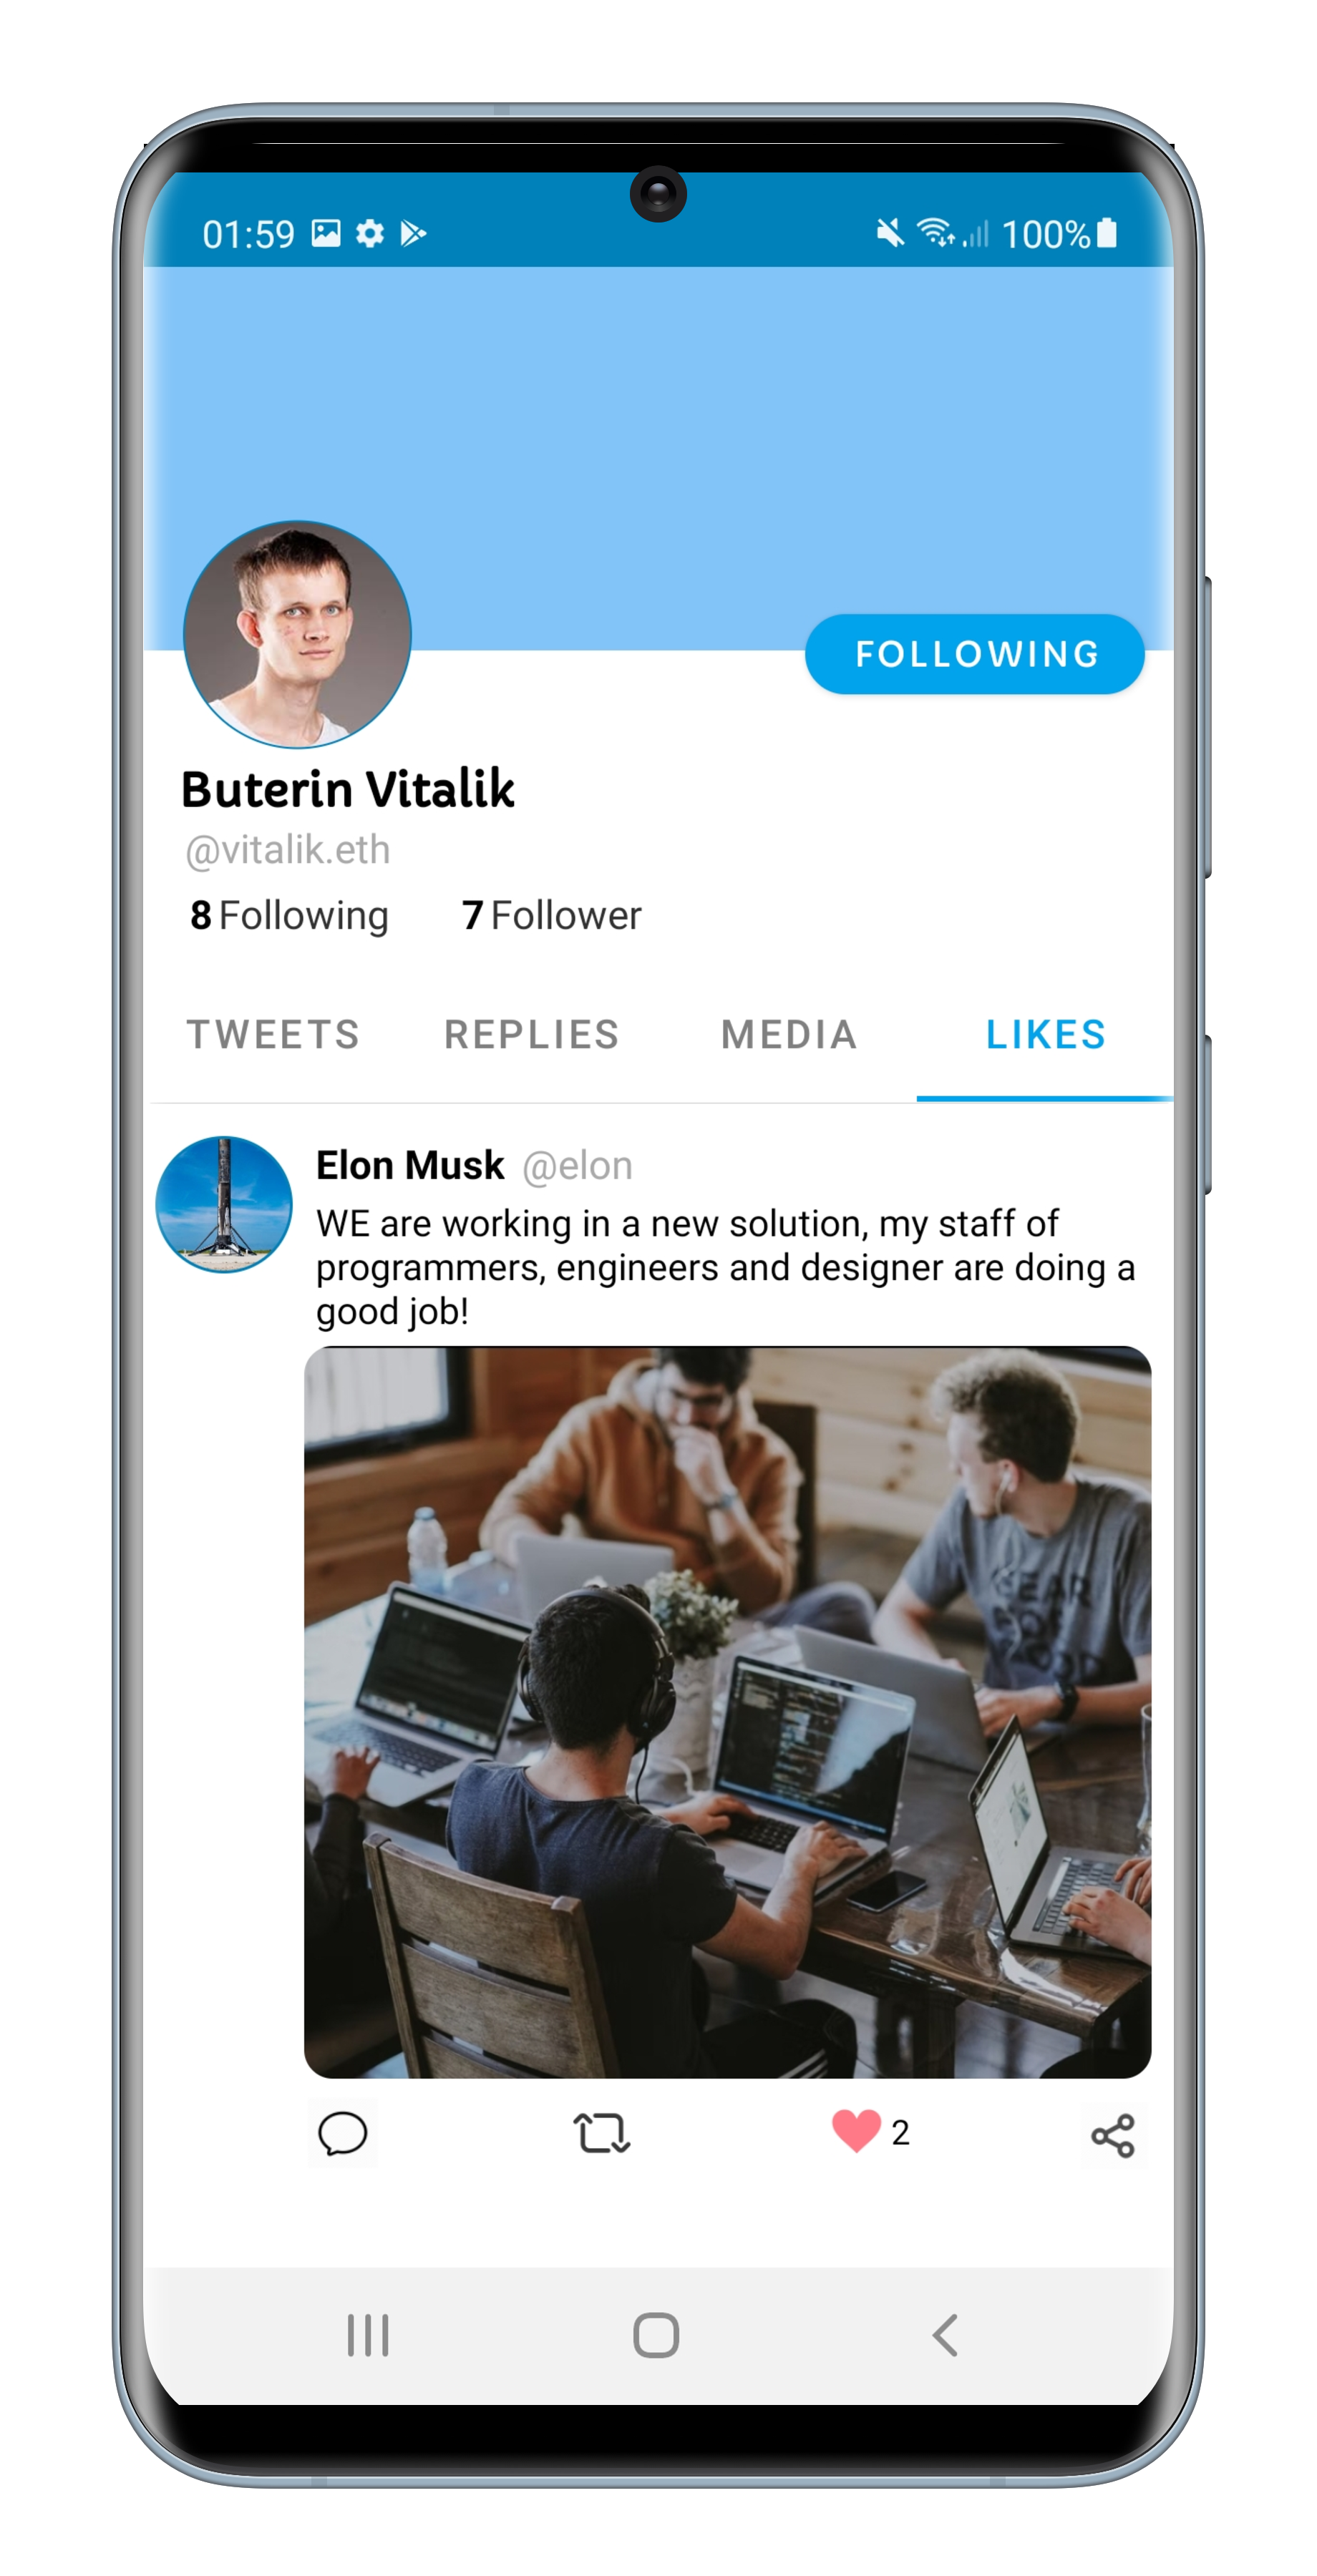 01:59 100%
FOLLOWING
Buterin Vitalik
@vitalik.eth
8 Following 7 Follower
TWEETS REPLIES MEDIA LIKES
Elon Musk @elon
WE are working in a new solution, my staff of
programmers, engineers and designer are doing a
good job!
2